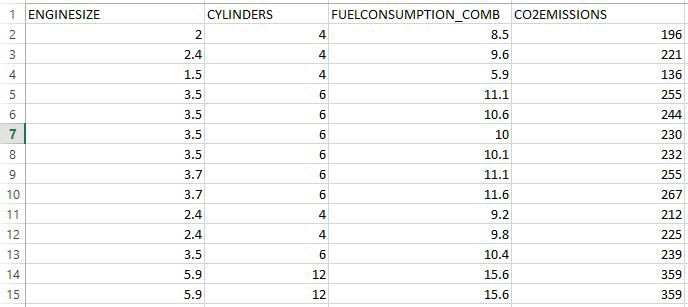 1 ENGINESIZE CYLINDERS FUELCONSUMPTION_COMB CO2EMISSIONS
2 2 4 8.5 196
3 2.4 4 9.6 221
4 1.5 4 5.9 136
5 3.5 6 11.1 255
6 3.5 6 10.6 244
7 3.5 6 10 230
8 3.5 6 10.1 232
9 3.7 6 11.1 255
10 3.7 6 11.6 267
11 2.4 4 9.2 212
12 2.4 4 9.8 225
13 3.5 6 10.4 239
14 5.9 12 15.6 359
15 5.9 12 15.6 359